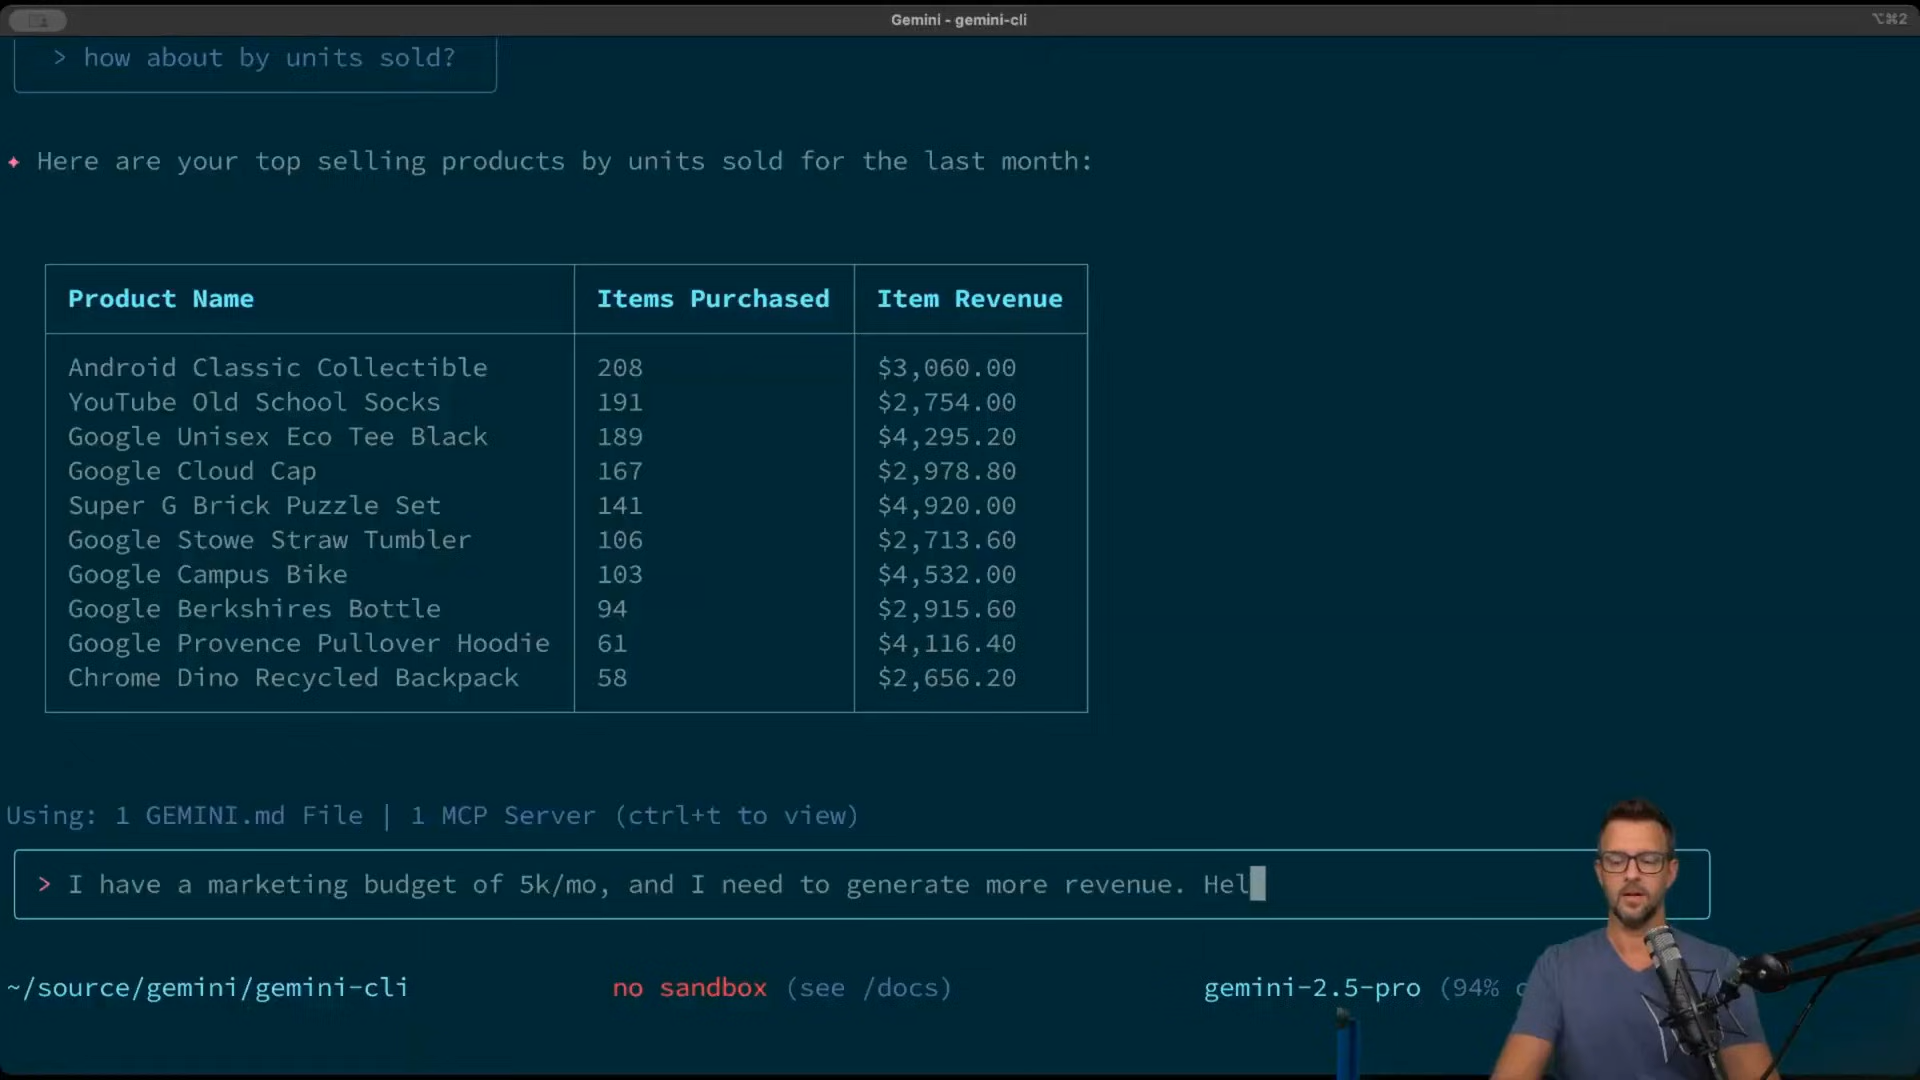 Gemini - gemini-cli
⌥⌘2
> how about by units sold?
✦ Here are your top selling products by units sold for the last month:
Product Name Items Purchased Item Revenue
Android Classic Collectible 208 $3,060.00
YouTube Old School Socks 191 $2,754.00
Google Unisex Eco Tee Black 189 $4,295.20
Google Cloud Cap 167 $2,978.80
Super G Brick Puzzle Set 141 $4,920.00
Google Stowe Straw Tumbler 106 $2,713.60
Google Campus Bike 103 $4,532.00
Google Berkshires Bottle 94 $2,915.60
Google Provence Pullover Hoodie 61 $4,116.40
Chrome Dino Recycled Backpack 58 $2,656.20
Using: 1 GEMINI.md File | 1 MCP Server (ctrl+t to view)
> I have a marketing budget of 5k/mo, and I need to generate more revenue. Hel
~/source/gemini/gemini-cli no sandbox (see /docs) gemini-2.5-pro (94%